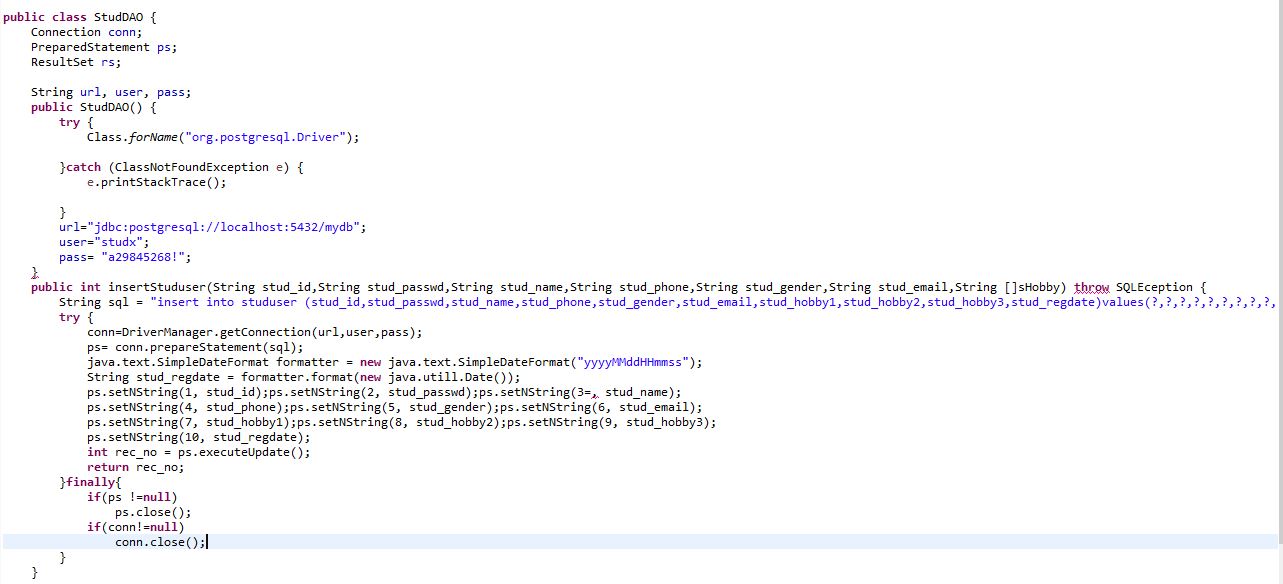 public class StudDAO {
Connection conn;
PreparedStatement ps;
ResultSet rs;
String url, user, pass;
public StudDAO() {
try {
Class.forName("org.postgresql.Driver");
}catch (ClassNotFoundException e) {
e.printStackTrace();
}
url="jdbc:postgresql://localhost:5432/mydb";
user="studx";
pass= "a29845268!";
}
public int insertStuduser(String stud_id,String stud_passwd,String stud_name,String stud_phone,String stud_gender,String stud_email,String []sHobby) throw SQLEception {
String sql = "insert into studuser (stud_id,stud_passwd,stud_name,stud_phone,stud_gender,stud_email,stud_hobby1,stud_hobby2,stud_hobby3,stud_regdate)values(?,?,?,?,?,?,?,?,?,
try {
conn=DriverManager.getConnection(url,user,pass);
ps= conn.prepareStatement(sql);
java.text.SimpleDateFormat formatter = new java.text.SimpleDateFormat("yyyyMMddHHmmss");
String stud_regdate = formatter.format(new java.utill.Date());
ps.setNString(1, stud_id);ps.setNString(2, stud_passwd);ps.setNString(3=, stud_name);
ps.setNString(4, stud_phone);ps.setNString(5, stud_gender);ps.setNString(6, stud_email);
ps.setNString(7, stud_hobby1);ps.setNString(8, stud_hobby2);ps.setNString(9, stud_hobby3);
ps.setNString(10, stud_regdate);
int rec_no = ps.executeUpdate();
return rec_no;
}finally{
if(ps !=null)
ps.close();
if(conn!=null)
conn.close();
}
}